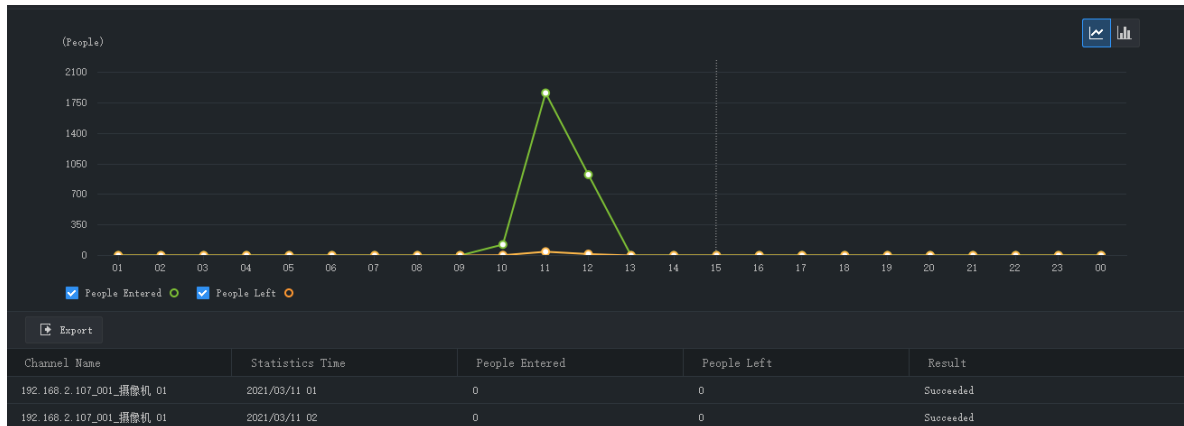 (People)
2100
1750
1400
1050
700
350
0
01 02 03 04 05 06 07 08 09 10 11 12 13 14 15 16 17 18 19 20 21 22 23 00
People Entered People Left
Export
Channel Name Statistics Time People Entered People Left Result
192.168.2.107_001_摄像机 01 2021/03/11 01 0 0 Succeeded
192.168.2.107_001_摄像机 01 2021/03/11 02 0 0 Succeeded